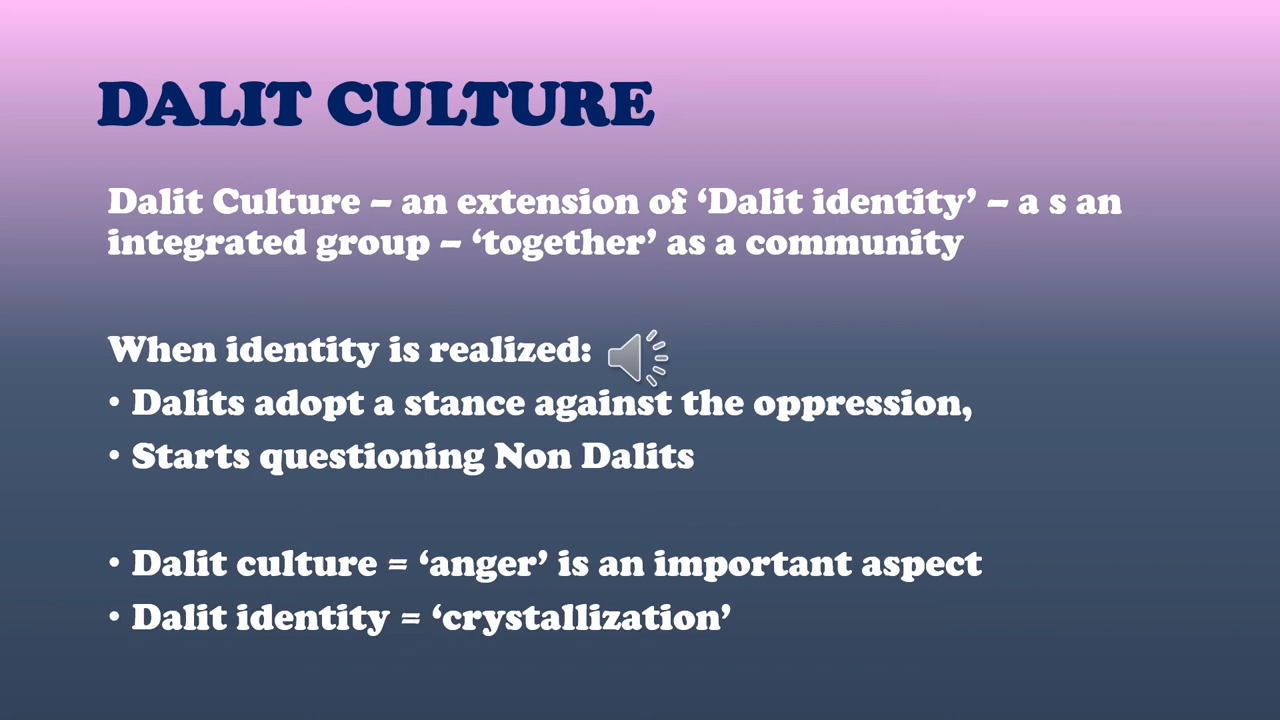 DALIT CULTURE
Dalit Culture – an extension of ‘Dalit identity’ – a s an
integrated group – ‘together’ as a community
When identity is realized:
• Dalits adopt a stance against the oppression,
• Starts questioning Non Dalits
• Dalit culture = ‘anger’ is an important aspect
• Dalit identity = ‘crystallization’